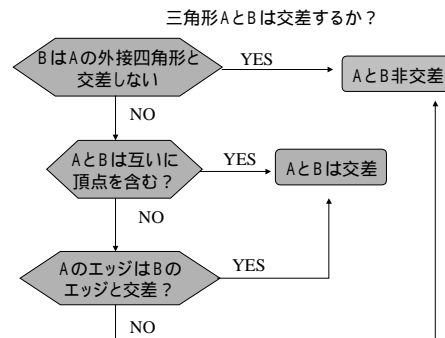 三角形AとBは交差するか？
BはAの外接四角形と
交差しない
YES
AとB非交差
NO
AとBは互いに
頂点を含む？
YES
AとBは交差
NO
AのエッジはBの
エッジと交差？
YES
NO